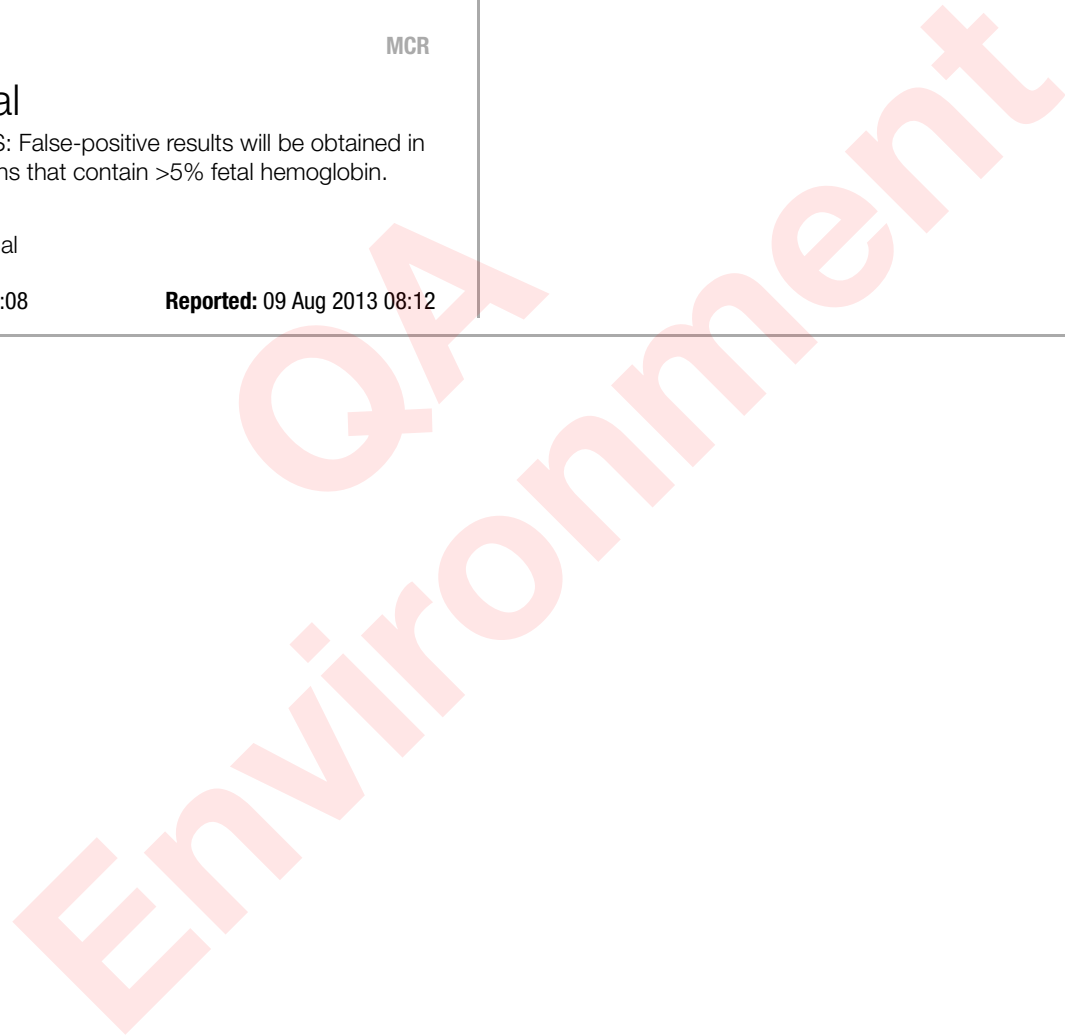 MCR
al
S: False-positive results will be obtained in
ns that contain >5% fetal hemoglobin.
al
:08 Reported: 09 Aug 2013 08:12
QA
Environment